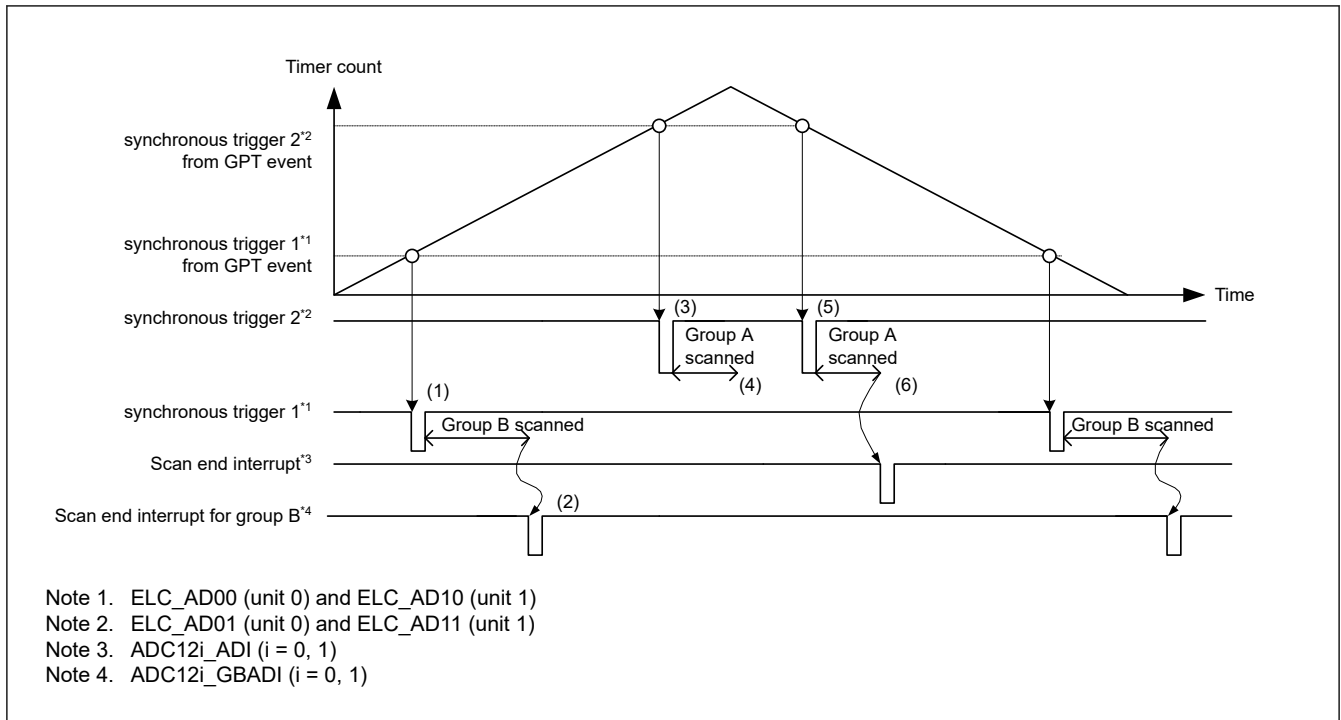 Timer count
synchronous trigger 2*2
from GPT event
synchronous trigger 1*1
from GPT event
Time
synchronous trigger 2*2
(3)
(5)
Group A
scanned
Group A
scanned
(4)
(6)
(1)
synchronous trigger 1*1
Group B scanned
Group B scanned
Scan end interrupt*3
(2)
Scan end interrupt for group B*4
Note 1. ELC_AD00 (unit 0) and ELC_AD10 (unit 1)
Note 2. ELC_AD01 (unit 0) and ELC_AD11 (unit 1)
Note 3. ADC12i_ADI (i = 0, 1)
Note 4. ADC12i_GBADI (i = 0, 1)